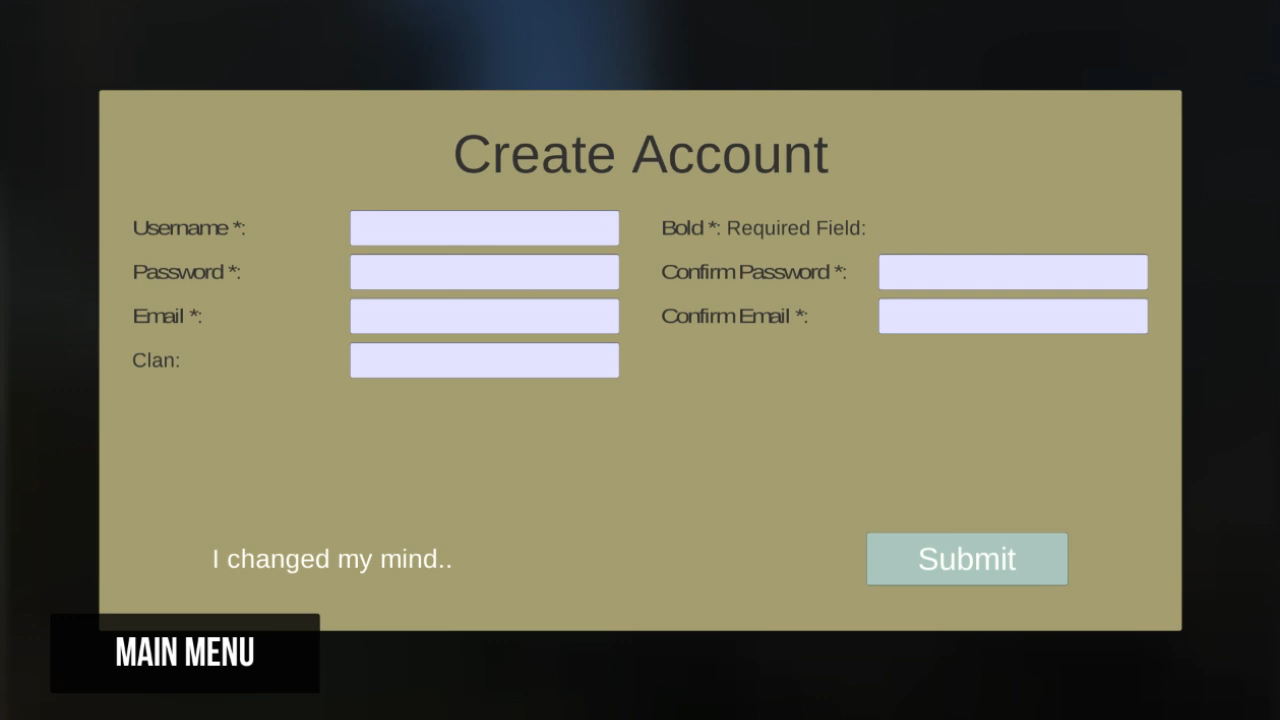 Create Account
Username *:
Bold *: Required Field:
Password *:
Confirm Password *:
Email *:
Confirm Email *:
Clan:
I changed my mind..
Submit
MAIN MENU